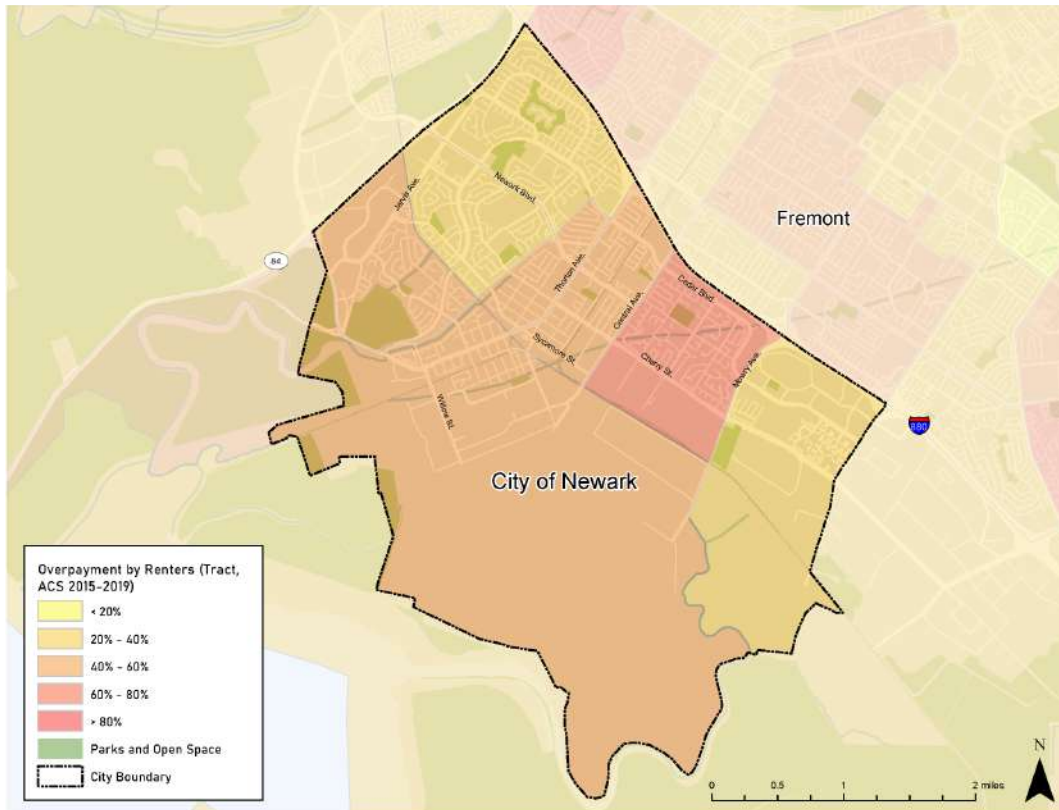 Fremont
Newark Blvd.
Jarvis Ave.
84
Thorton Ave.
Cedar Blvd.
Central Ave.
Sycamore St.
Cherry St.
Mowry Ave.
Willow St.
880
City of Newark
Overpayment by Renters (Tract,
ACS 2015-2019)
< 20%
20% - 40%
40% - 60%
60% - 80%
> 80%
Parks and Open Space
City Boundary
N
0 0.5 1 2 miles